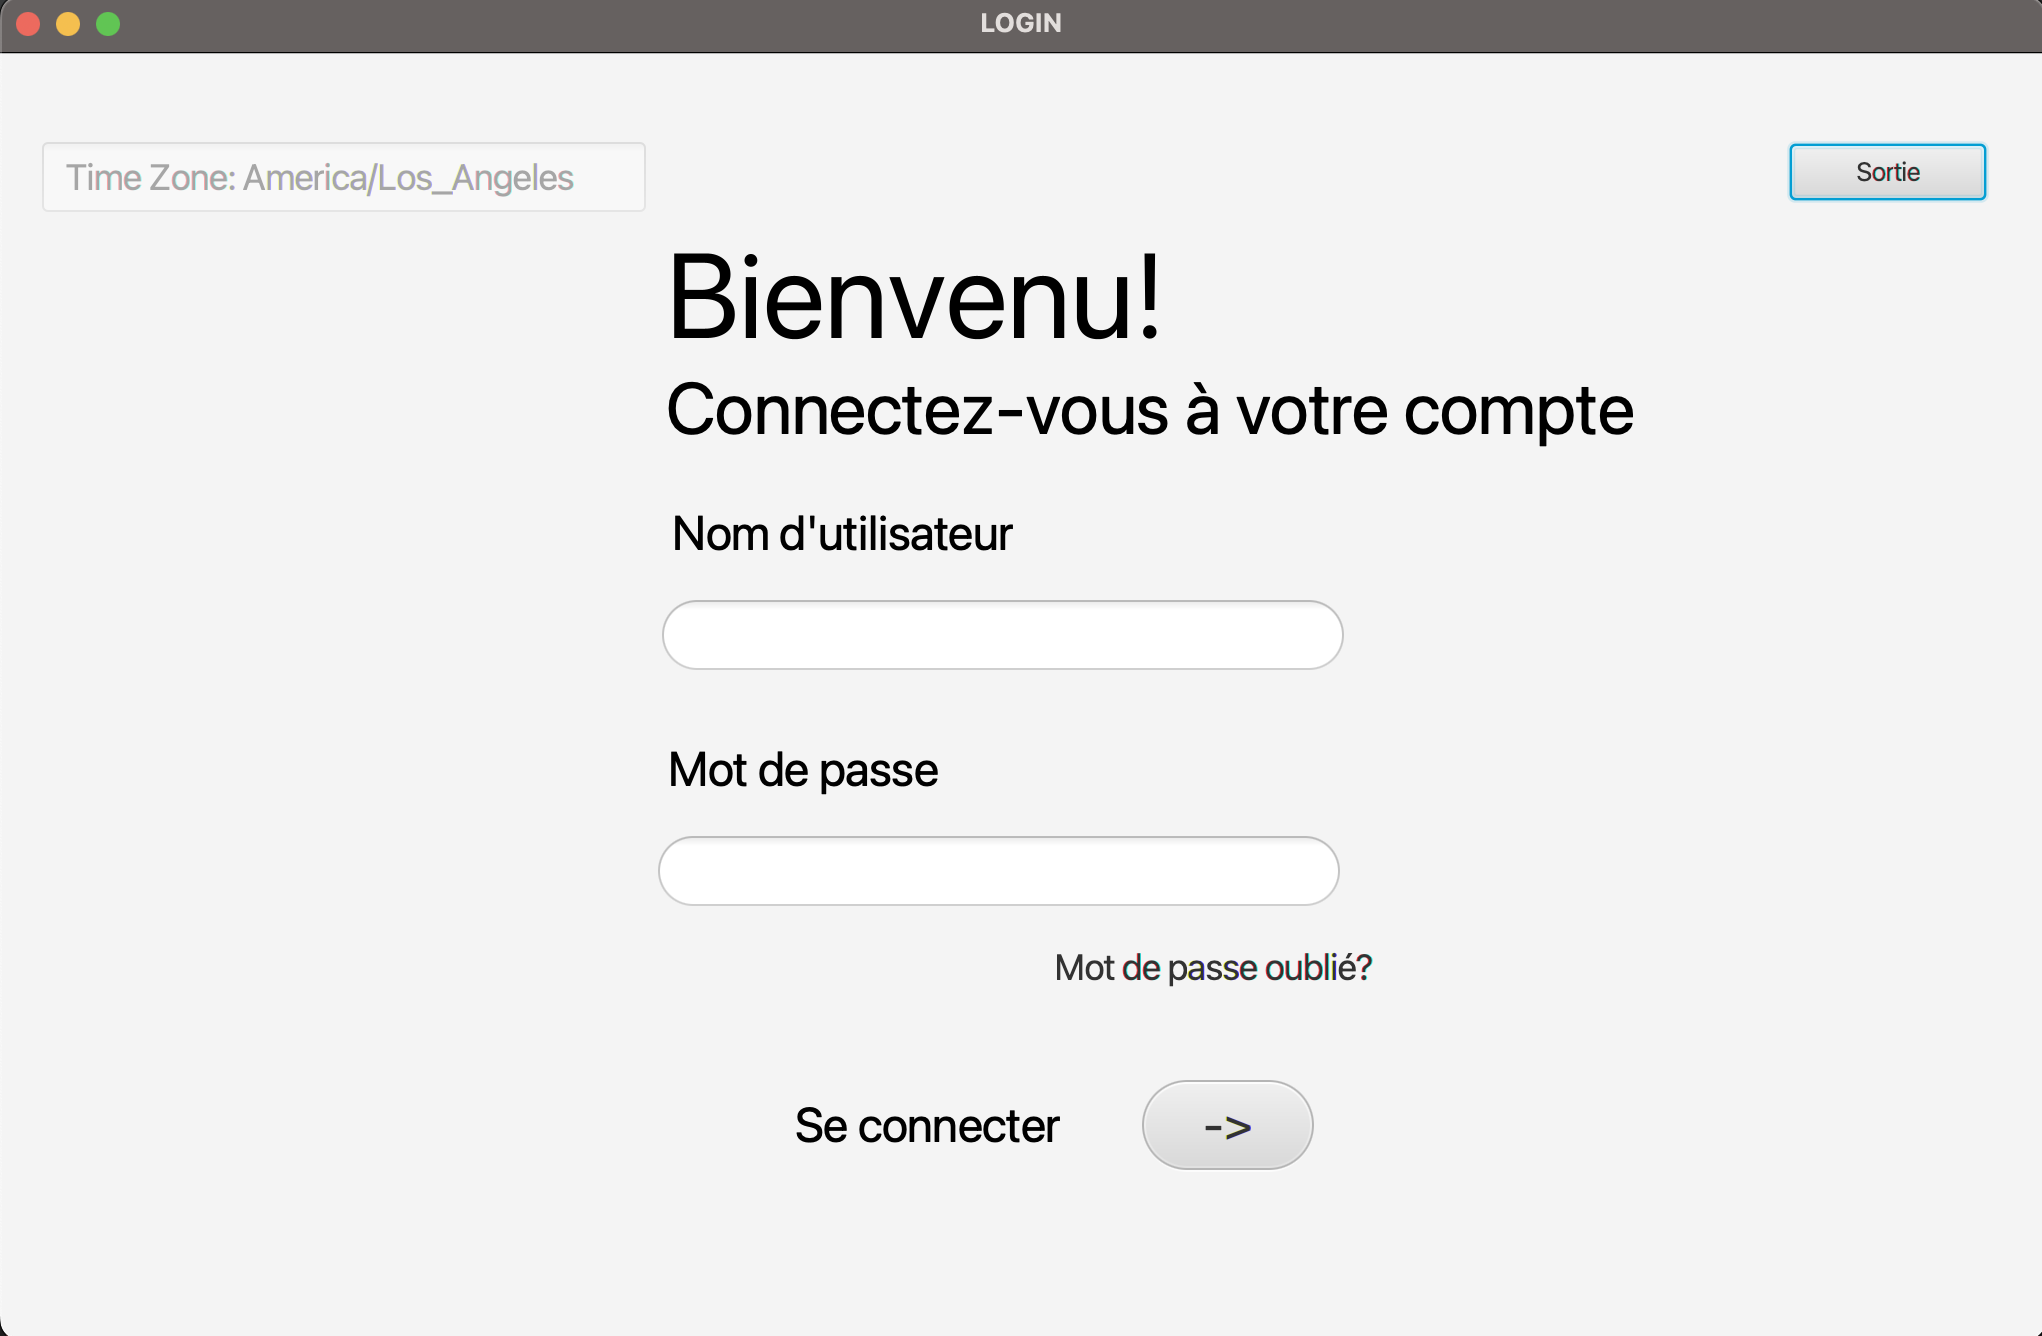 LOGIN
Time Zone: America/Los_Angeles
Sortie
Bienvenu!
Connectez-vous à votre compte
Nom d'utilisateur
Mot de passe
Mot de passe oublié?
Se connecter
->